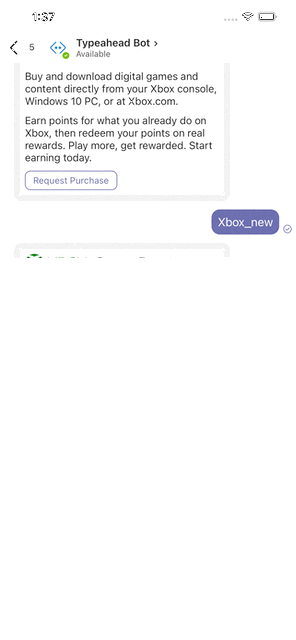 1:37
5
Typeahead Bot
Available
Buy and download digital games and
content directly from your Xbox console,
Windows 10 PC, or at Xbox.com.
Earn points for what you already do on
Xbox, then redeem your points on real
rewards. Play more, get rewarded. Start
earning today.
Request Purchase
Xbox_new